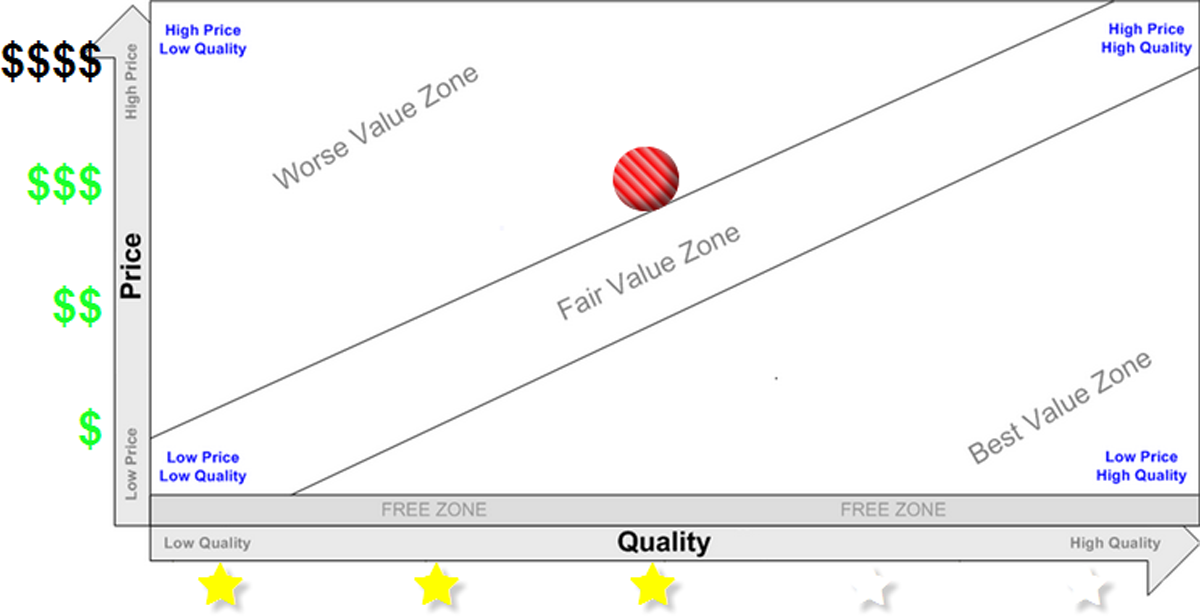 High Price
Low Quality
High Price
High Quality
$$$$
High Price
Worse Value Zone
$$$
Price
Fair Value Zone
$$
Best Value Zone
$
Low Price
Low Price
Low Quality
Low Price
High Quality
FREE ZONE
FREE ZONE
Low Quality
Quality
High Quality